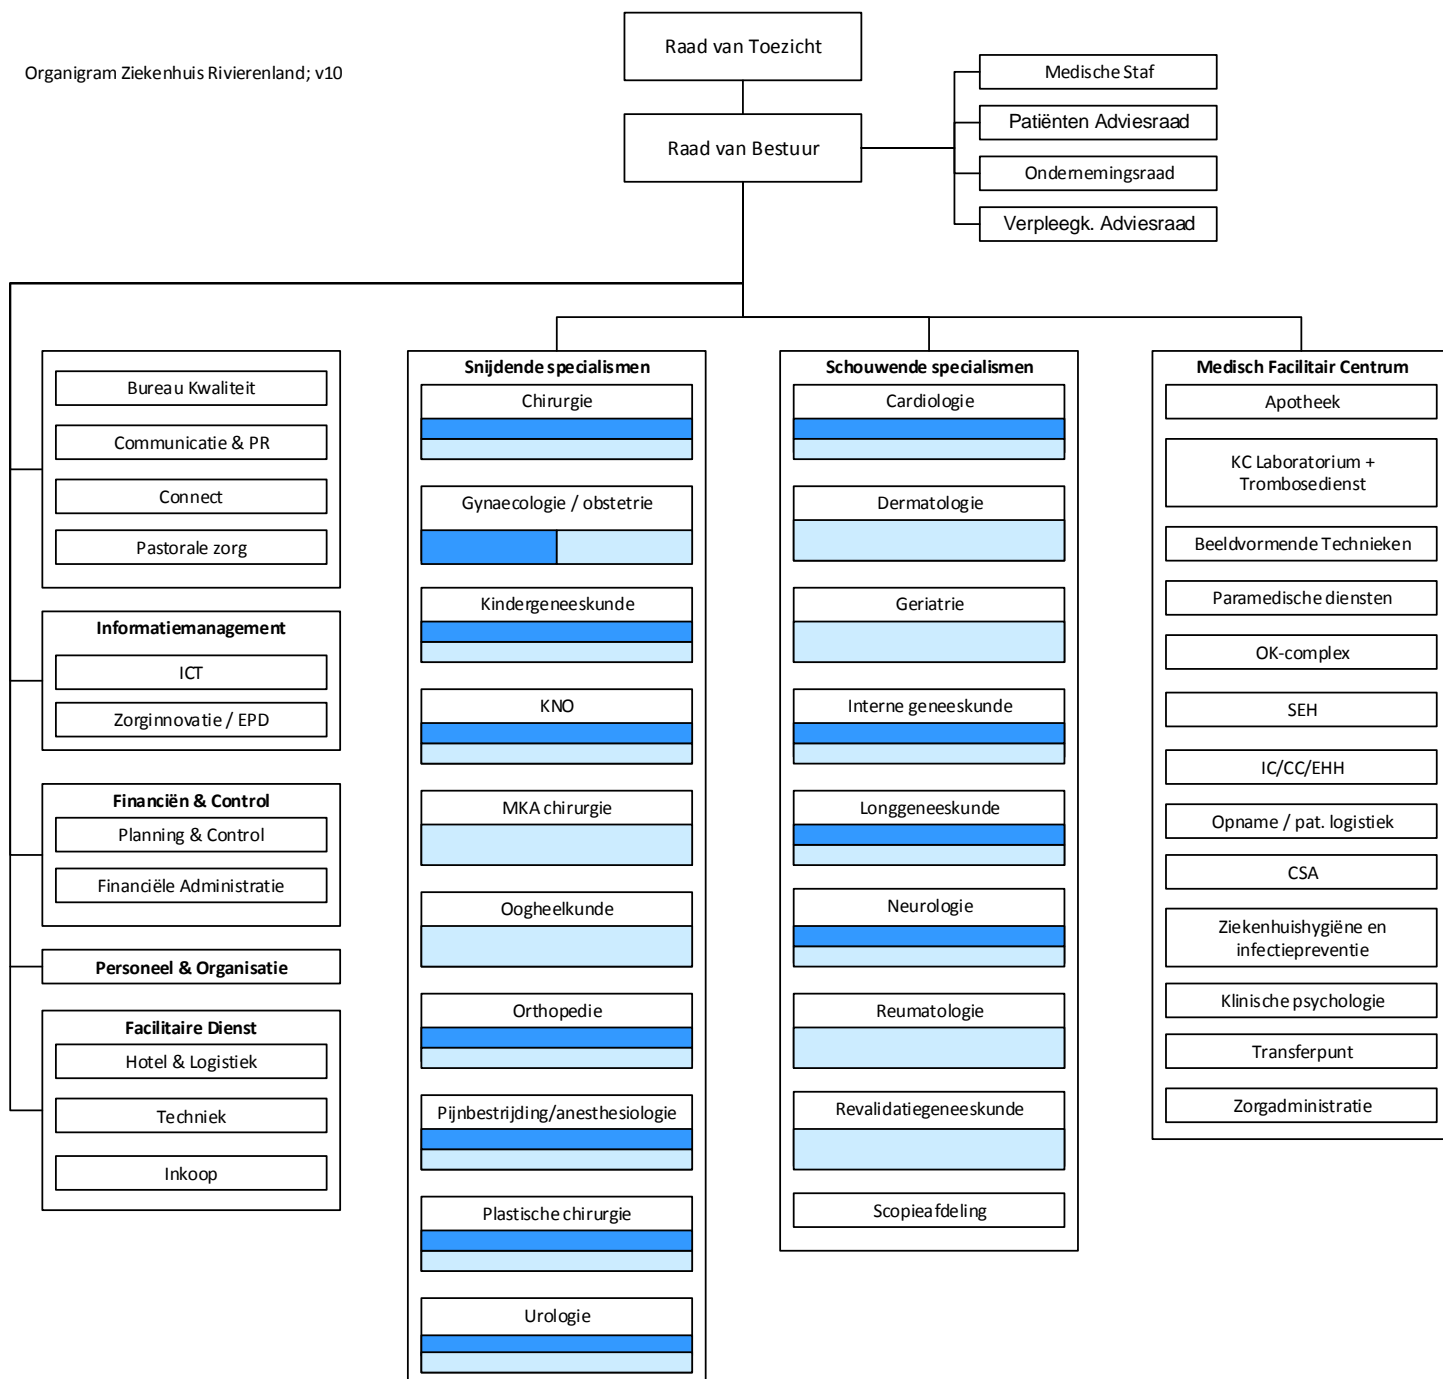 Organigram Ziekenhuis Rivierenland; v10
Raad van Toezicht
Raad van Bestuur
Medische Staf
Patiënten Adviesraad
Ondernemingsraad
Verpleegk. Adviesraad
Bureau Kwaliteit
Communicatie & PR
Connect
Pastorale zorg
Informatiemanagement
ICT
Zorginnovatie / EPD
Financiën & Control
Planning & Control
Financiële Administratie
Personeel & Organisatie
Facilitaire Dienst
Hotel & Logistiek
Techniek
Inkoop
Snijdende specialismen
Chirurgie
Gynaecologie / obstetrie
Kindergeneeskunde
KNO
MKA chirurgie
Oogheelkunde
Orthopedie
Pijnbestrijding/anesthesiologie
Plastische chirurgie
Urologie
Schouwende specialismen
Cardiologie
Dermatologie
Geriatrie
Interne geneeskunde
Longgeneeskunde
Neurologie
Reumatologie
Revalidatiegeneeskunde
Scopieafdeling
Medisch Facilitair Centrum
Apotheek
KC Laboratorium +
Trombosedienst
Beeldvormende Technieken
Paramedische diensten
OK-complex
SEH
IC/CC/EHH
Opname / pat. logistiek
CSA
Ziekenhuishygiëne en
infectiepreventie
Klinische psychologie
Transferpunt
Zorgadministratie